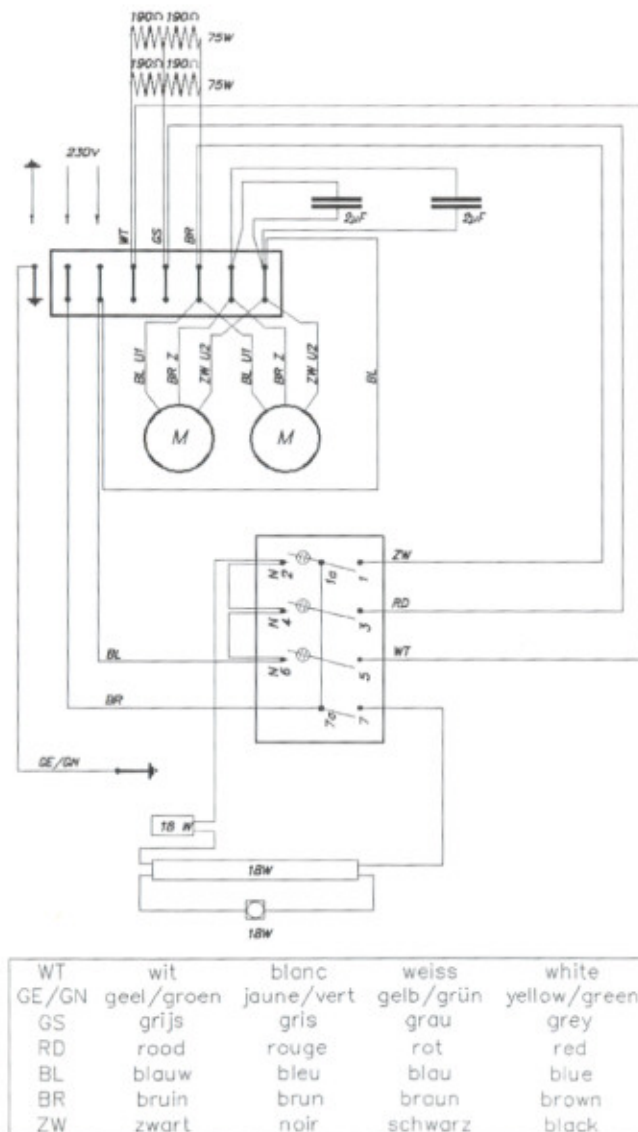 190Ω 190Ω
75W
190Ω 190Ω
75W
230V
WT GS BR
2µF 2µF
BL U1 BR Z ZW U2 BL U1 BR Z ZW U2 BL
M M
N 2 1a 1 ZW
N 4 3 RD
BL N 6 5 WT
BR 7a 7
GE/GN
18 W
18W
18W
WT wit blanc weiss white
GE/GN geel/groen jaune/vert gelb/grün yellow/green
GS grijs gris grau grey
RD rood rouge rot red
BL blauw bleu blau blue
BR bruin brun braun brown
ZW zwart noir schwarz black